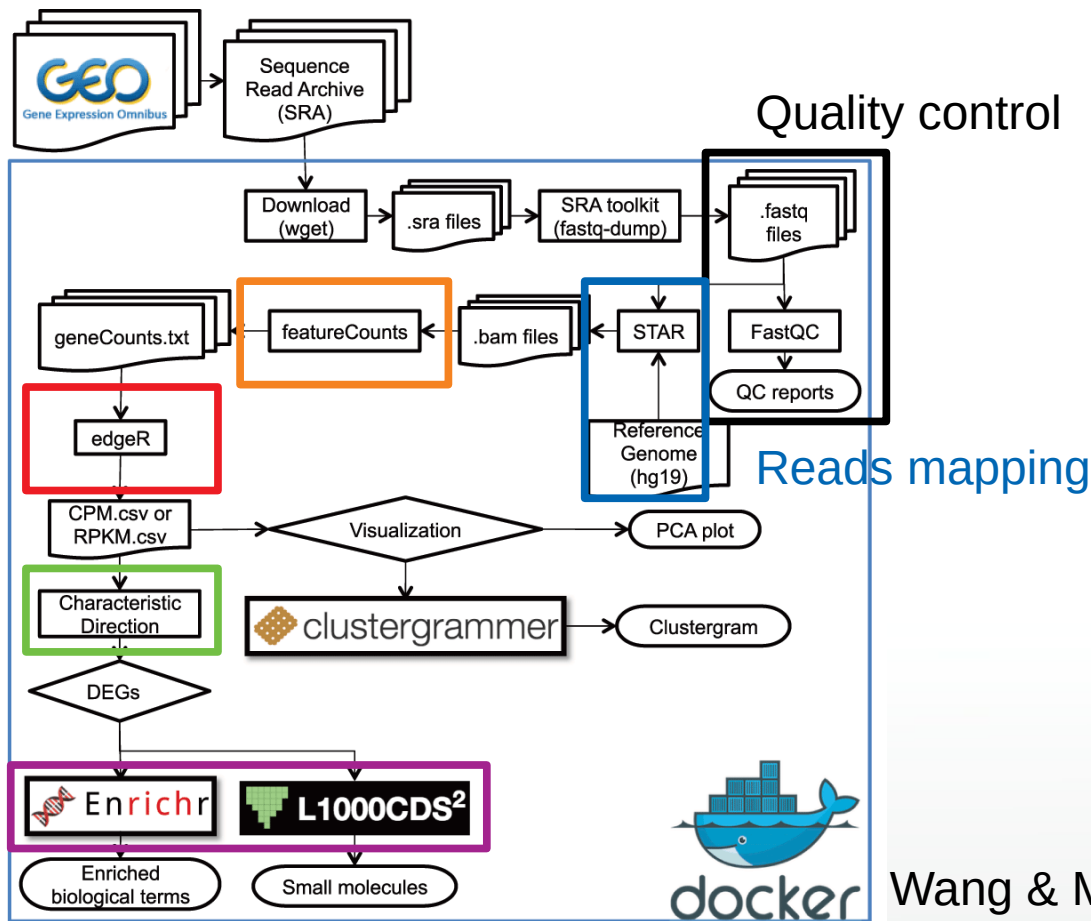 GEO
Gene Expression Omnibus
Sequence
Read Archive
(SRA)
Quality control
Download
(wget)
.sra files
SRA toolkit
(fastq-dump)
.fastq
files
geneCounts.txt
featureCounts
.bam files
STAR
FastQC
QC reports
edgeR
Reference
Genome
(hg19)
Reads mapping
CPM.csv or
RPKM.csv
Visualization
PCA plot
Characteristic
Direction
clustergrammer
Clustergram
DEGs
Enrichr
L1000CDS²
Enriched
biological terms
Small molecules
docker
Wang & M